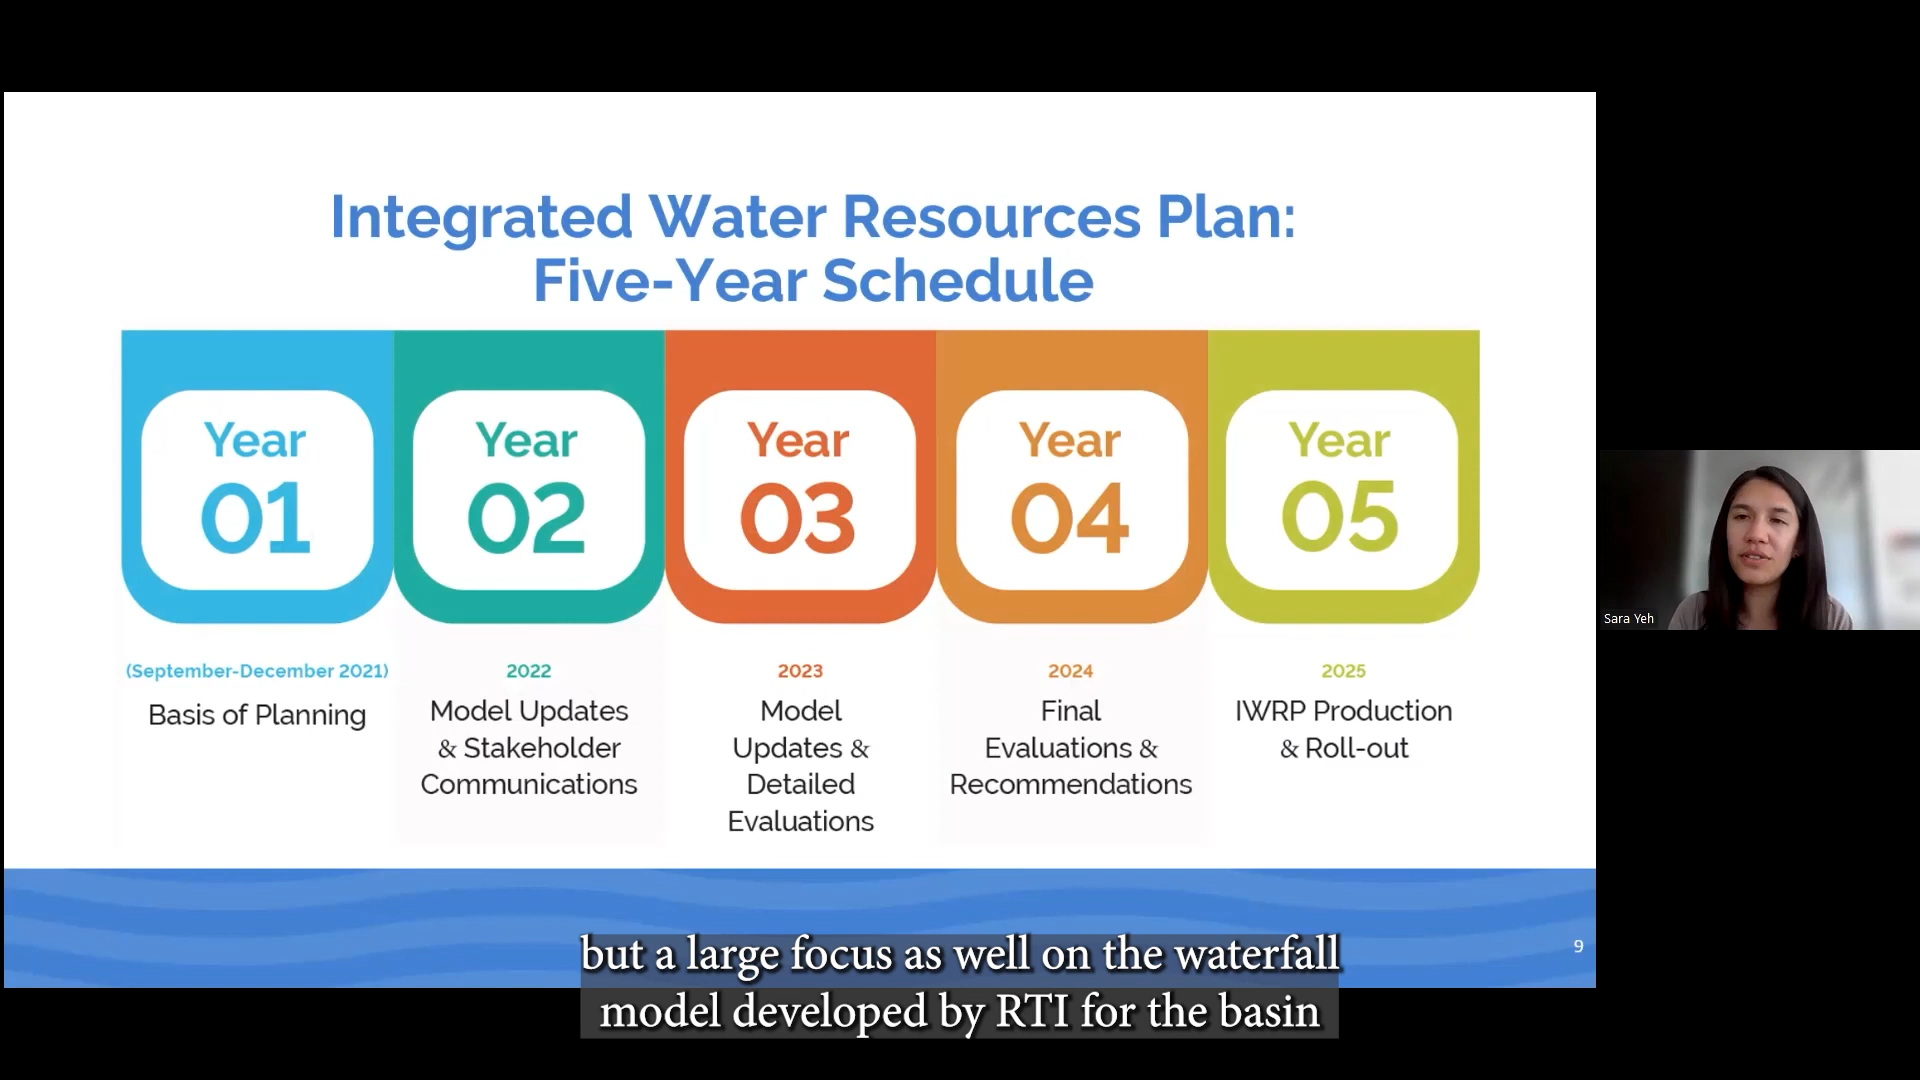 Integrated Water Resources Plan:
Five-Year Schedule
Year
01
Year
02
Year
03
Year
04
Year
05
(September-December 2021)
Basis of Planning
2022
Model Updates
& Stakeholder
Communications
2023
Model
Updates &
Detailed
Evaluations
2024
Final
Evaluations &
Recommendations
2025
IWRP Production
& Roll-out
Sara Yeh
9
but a large focus as well on the waterfall
model developed by RTI for the basin